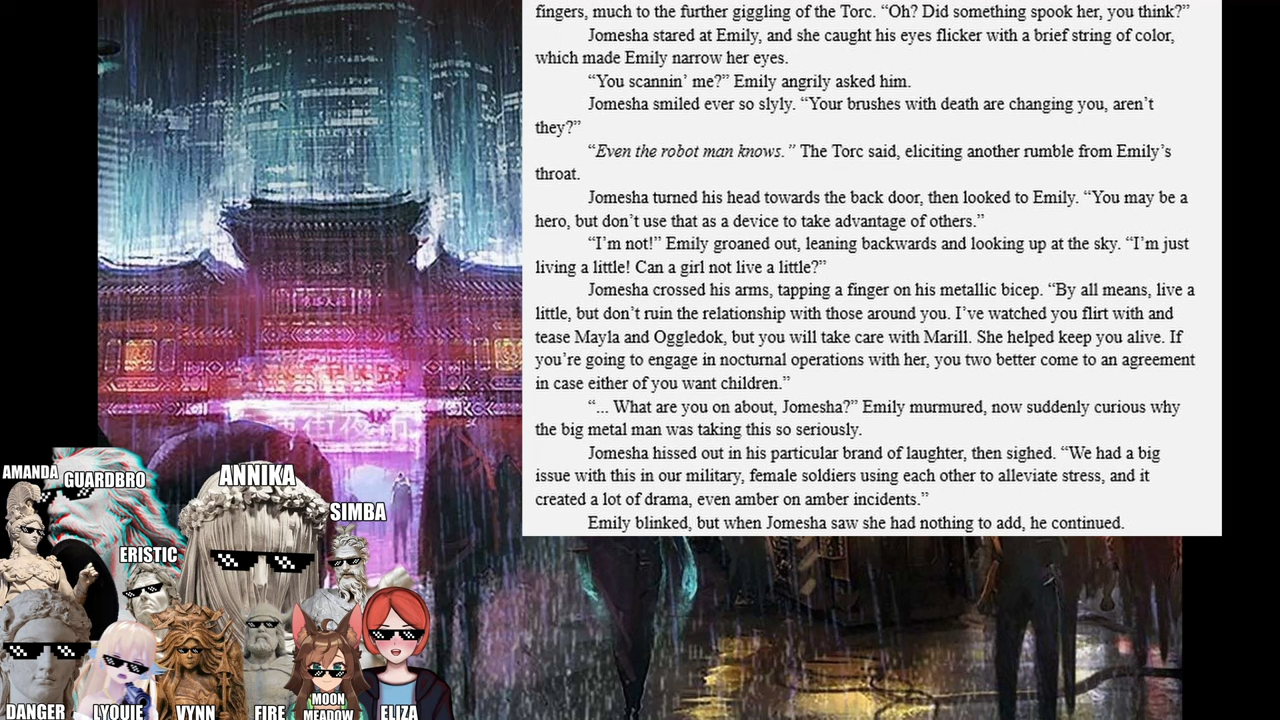 fingers, much to the further giggling of the Torc. “Oh? Did something spook her, you think?”
Jomesha stared at Emily, and she caught his eyes flicker with a brief string of color,
which made Emily narrow her eyes.
“You scannin’ me?” Emily angrily asked him.
Jomesha smiled ever so slyly. “Your brushes with death are changing you, aren’t
they?”
“Even the robot man knows.” The Torc said, eliciting another rumble from Emily’s
throat.
Jomesha turned his head towards the back door, then looked to Emily. “You may be a
hero, but don’t use that as a device to take advantage of others.”
“I’m not!” Emily groaned out, leaning backwards and looking up at the sky. “I’m just
living a little! Can a girl not live a little?”
Jomesha crossed his arms, tapping a finger on his metallic bicep. “By all means, live a
little, but don’t ruin the relationship with those around you. I’ve watched you flirt with and
tease Mayla and Oggledok, but you will take care with Marill. She helped keep you alive. If
you’re going to engage in nocturnal operations with her, you two better come to an agreement
in case either of you want children.”
“... What are you on about, Jomesha?” Emily murmured, now suddenly curious why
the big metal man was taking this so seriously.
Jomesha hissed out in his particular brand of laughter, then sighed. “We had a big
issue with this in our military, female soldiers using each other to alleviate stress, and it
created a lot of drama, even amber on amber incidents.”
Emily blinked, but when Jomesha saw she had nothing to add, he continued.
AMANDA
GUARDBRO
ANNIKA
SIMBA
ERISTIC
DANGER
LYQUIE
VYNN
FIRE
MOON
MEADOW
ELIZA